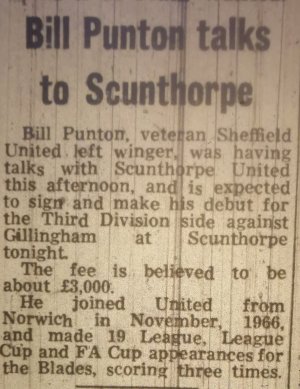 Bill Punton talks
to Scunthorpe
Bill Punton, veteran Sheffield
United left winger, was having
talks with Scunthorpe United
this afternoon, and is expected
to sign and make his debut for
the Third Division side against
Gillingham at Scunthorpe
tonight.
The fee is believed to be
about £3,000.
He joined United from
Norwich in November, 1966,
and made 19 League, League
Cup and FA Cup appearances for
the Blades, scoring three times.